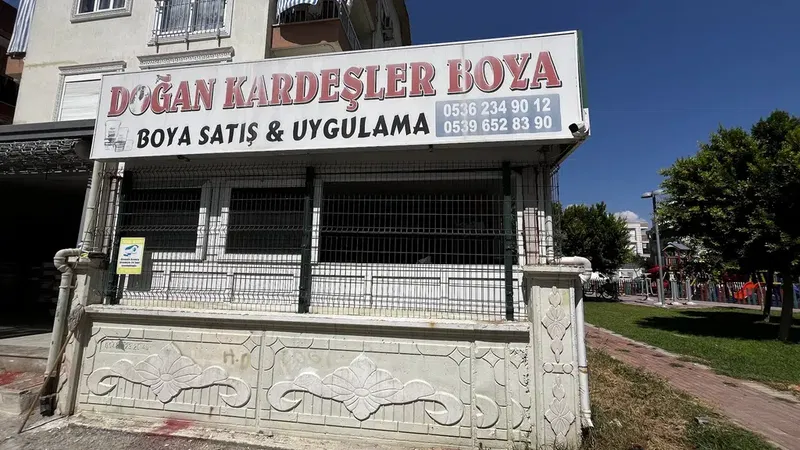 DOĞAN KARDEŞLER BOYA
BOYA SATIŞ & UYGULAMA
0536 234 90 12
0539 652 83 90